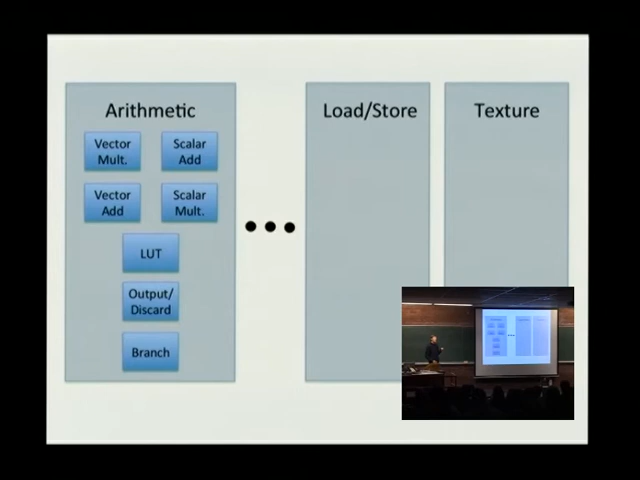 Arithmetic
Vector
Mult.
Scalar
Add
Vector
Add
Scalar
Mult.
LUT
Output/
Discard
Branch
Load/Store
Texture